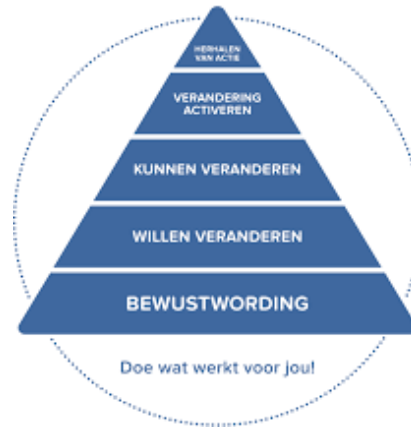 HERHALEN
VAN ACTIE
VERANDERING
ACTIVEREN
KUNNEN VERANDEREN
WILLEN VERANDEREN
BEWUSTWORDING
Doe wat werkt voor jou!